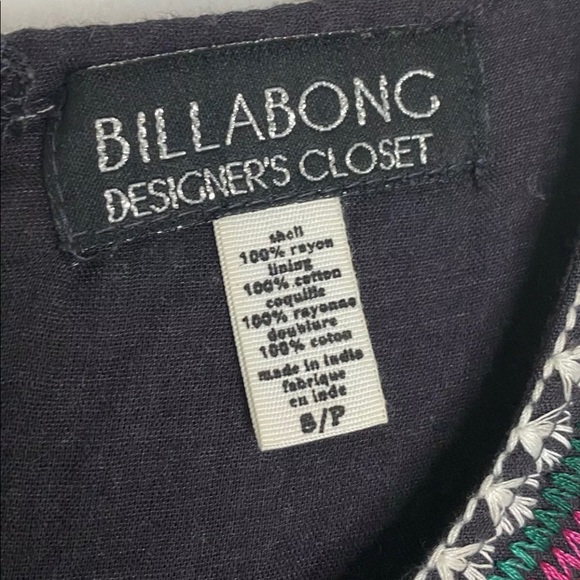 BILLABONG
DESIGNER'S CLOSET
shell
100% rayon
lining
100% cotton
coquille
100% rayonne
doublure
100% coton
made in india
fabrique
en inde
S/P